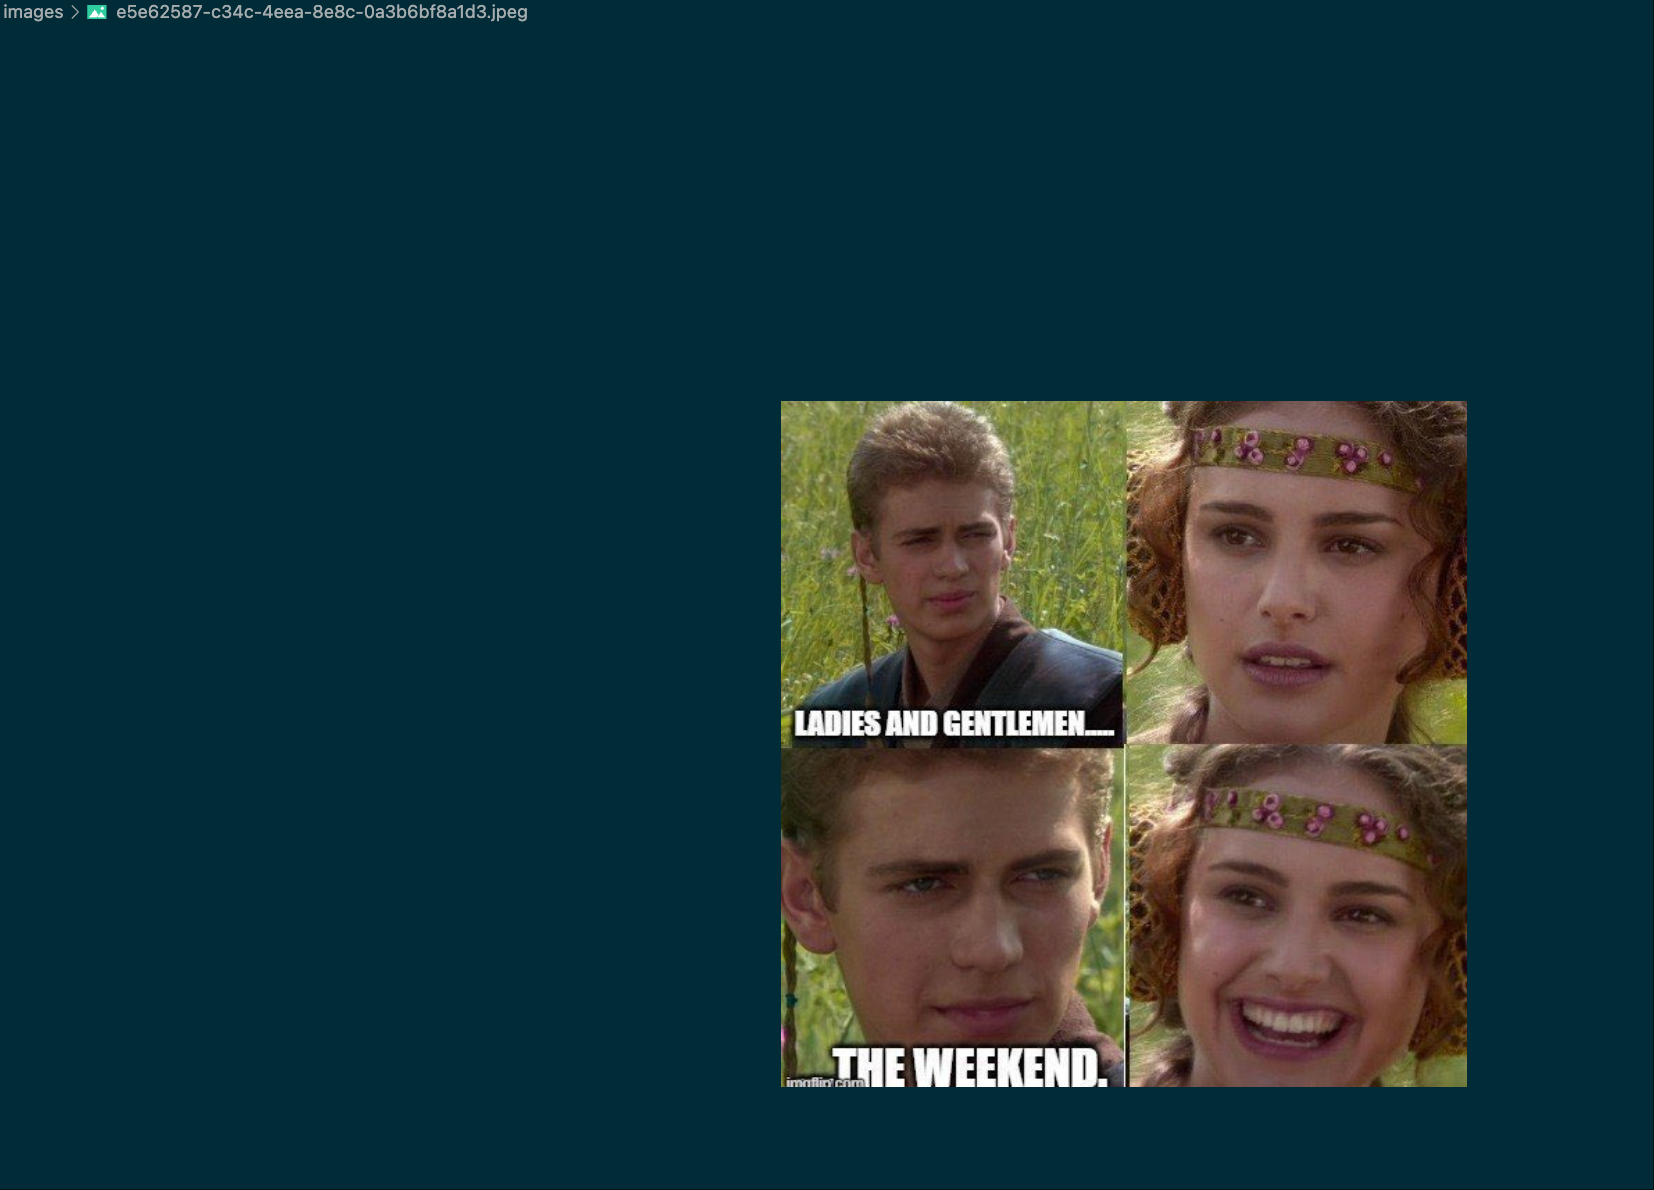 images > e5e62587-c34c-4eea-8e8c-0a3b6bf8a1d3.jpeg
LADIES AND GENTLEMEN.....
THE WEEKEND.
imgflip.com